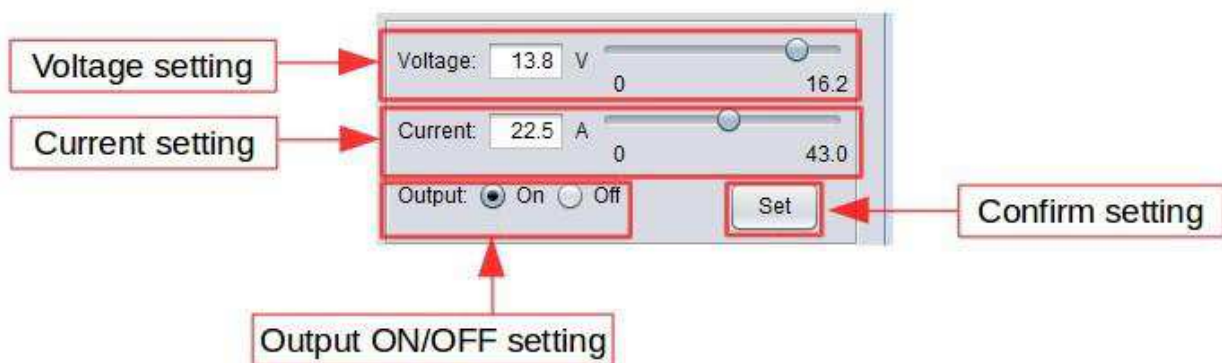 Voltage setting
Voltage: 13.8 V
0 16.2
Current setting
Current: 22.5 A
0 43.0
Output: On Off
Set
Confirm setting
Output ON/OFF setting